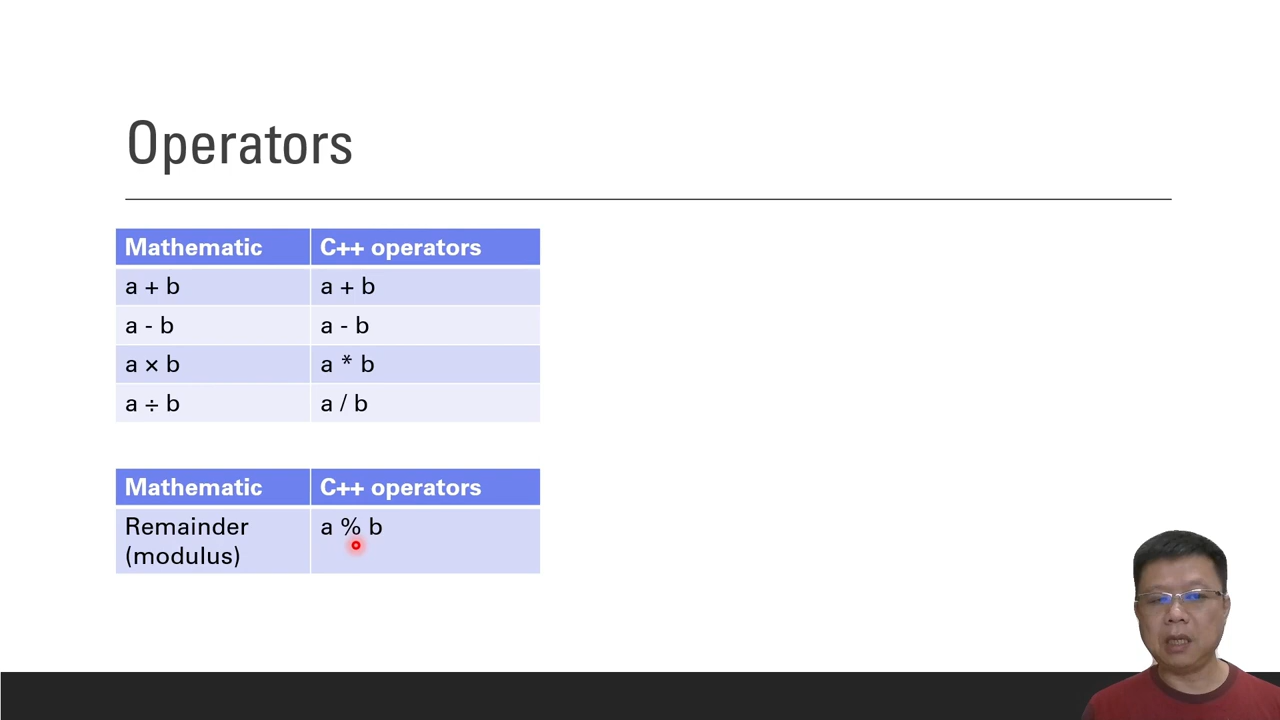 Operators
Mathematic C++ operators
a + b a + b
a - b a - b
a × b a * b
a ÷ b a / b
Mathematic C++ operators
Remainder a % b
(modulus)